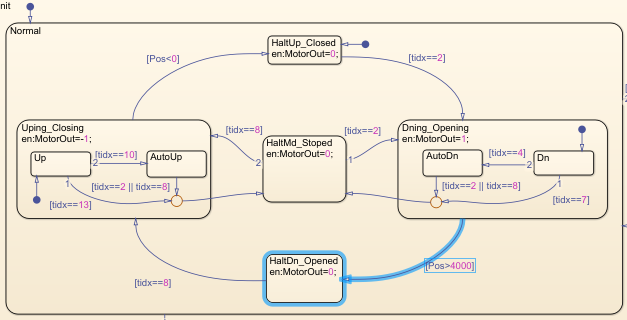 nit
Normal
HaltUp_Closed
en:MotorOut=0;
[Pos<0]
[tidx==2]
Uping_Closing
en:MotorOut=-1;
Up
2
[tidx==10]
AutoUp
1
[tidx==2 || tidx==8]
[tidx==13]
[tidx==8]
2
HaltMd_Stoped
en:MotorOut=0;
[tidx==2]
1
Dning_Opening
en:MotorOut=1;
AutoDn
[tidx==4]
2
Dn
[tidx==2 || tidx==8]
1
[tidx==7]
HaltDn_Opened
en:MotorOut=0;
[tidx==8]
[Pos>4000]